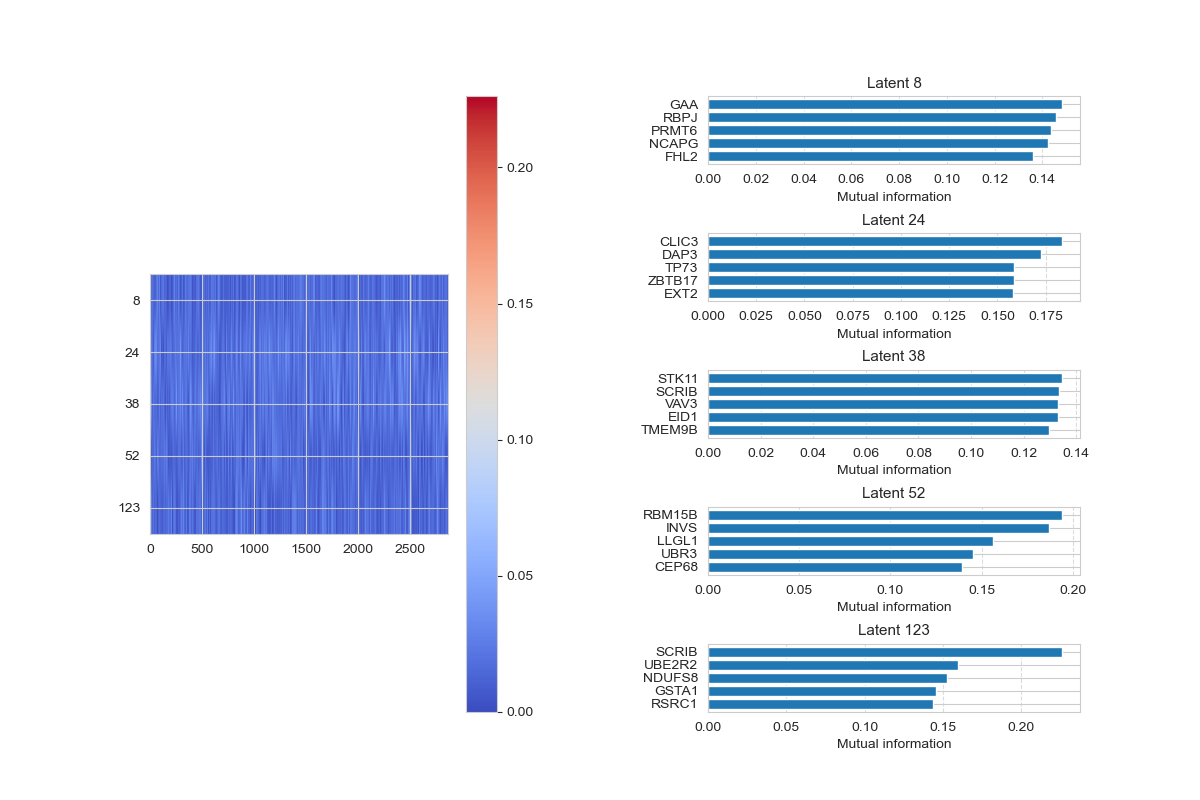 0.20
0.15
0.10
0.05
0.00
8
24
38
52
123
0 500 1000 1500 2000 2500
Latent 8
GAA
RBPJ
PRMT6
NCAPG
FHL2
0.00 0.02 0.04 0.06 0.08 0.10 0.12 0.14
Mutual information
Latent 24
CLIC3
DAP3
TP73
ZBTB17
EXT2
0.000 0.025 0.050 0.075 0.100 0.125 0.150 0.175
Mutual information
Latent 38
STK11
SCRIB
VAV3
EID1
TMEM9B
0.00 0.02 0.04 0.06 0.08 0.10 0.12 0.14
Mutual information
Latent 52
RBM15B
INVS
LLGL1
UBR3
CEP68
0.00 0.05 0.10 0.15 0.20
Mutual information
Latent 123
SCRIB
UBE2R2
NDUFS8
GSTA1
RSRC1
0.00 0.05 0.10 0.15 0.20
Mutual information